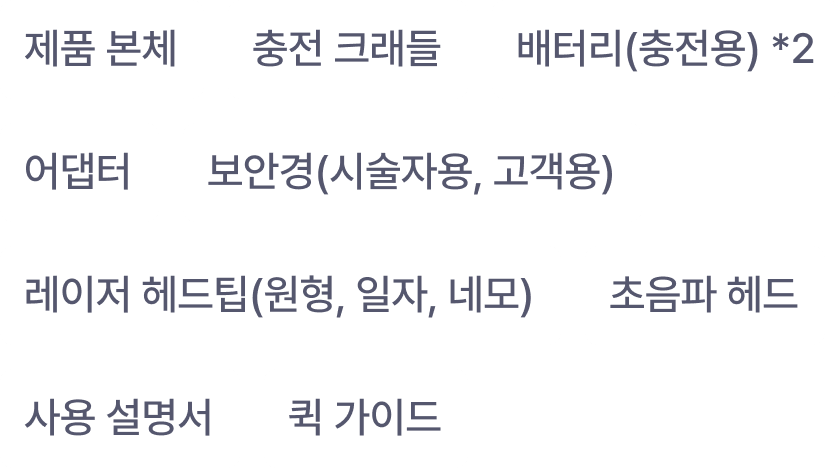 제품 본체 충전 크래들 배터리(충전용) *2
어댑터 보안경(시술자용, 고객용)
레이저 헤드팁(원형, 일자, 네모) 초음파 헤드
사용 설명서 퀵 가이드